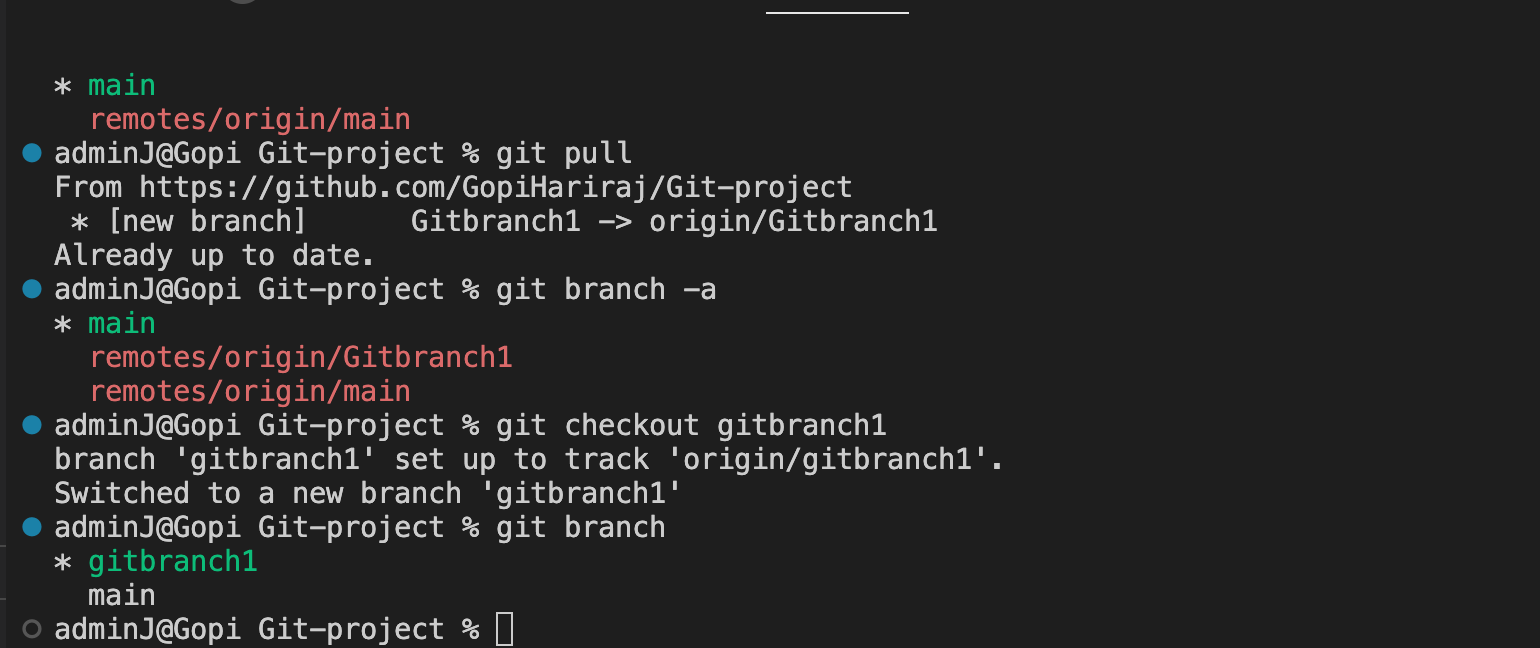 * main
remotes/origin/main
adminJ@Gopi Git-project % git pull
From https://github.com/GopiHariraj/Git-project
* [new branch]      Gitbranch1 -> origin/Gitbranch1
Already up to date.
adminJ@Gopi Git-project % git branch -a
* main
remotes/origin/Gitbranch1
remotes/origin/main
adminJ@Gopi Git-project % git checkout gitbranch1
branch 'gitbranch1' set up to track 'origin/gitbranch1'.
Switched to a new branch 'gitbranch1'
adminJ@Gopi Git-project % git branch
* gitbranch1
main
adminJ@Gopi Git-project %